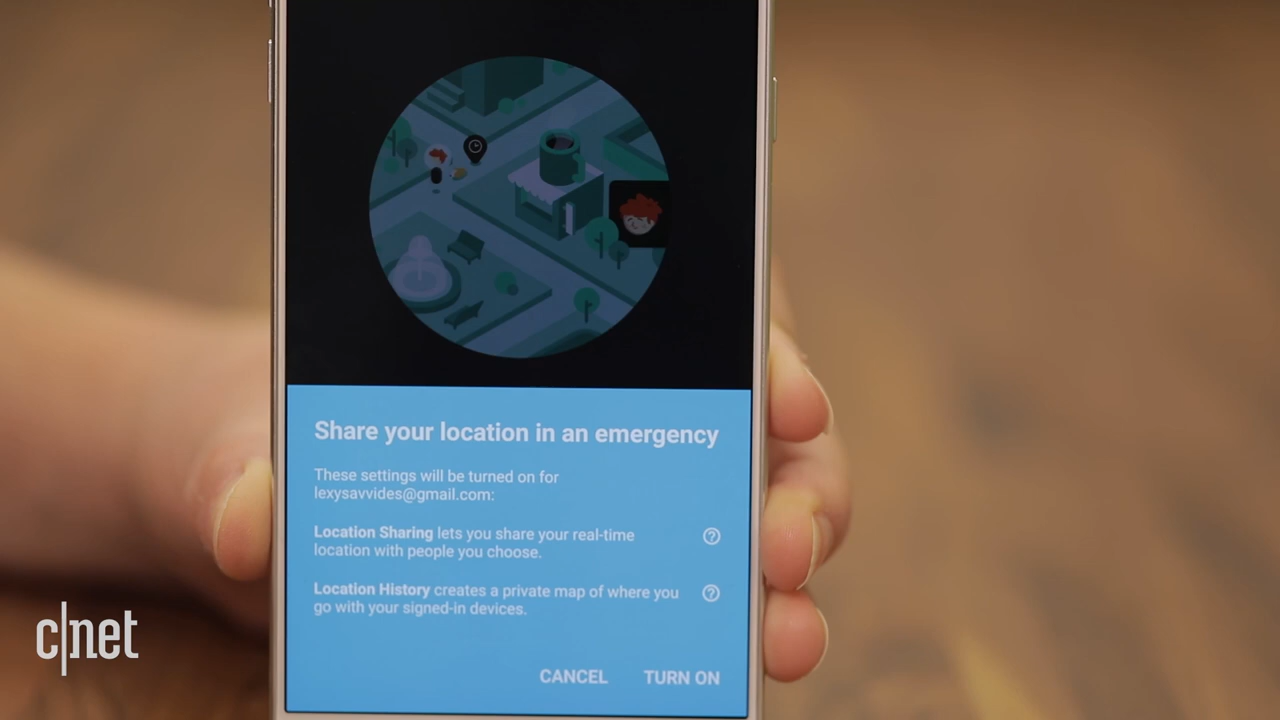 Share your location in an emergency
These settings will be turned on for
lexysavvides@gmail.com:
Location Sharing lets you share your real-time
location with people you choose.
Location History creates a private map of where you
go with your signed-in devices.
CANCEL TURN ON
c|net